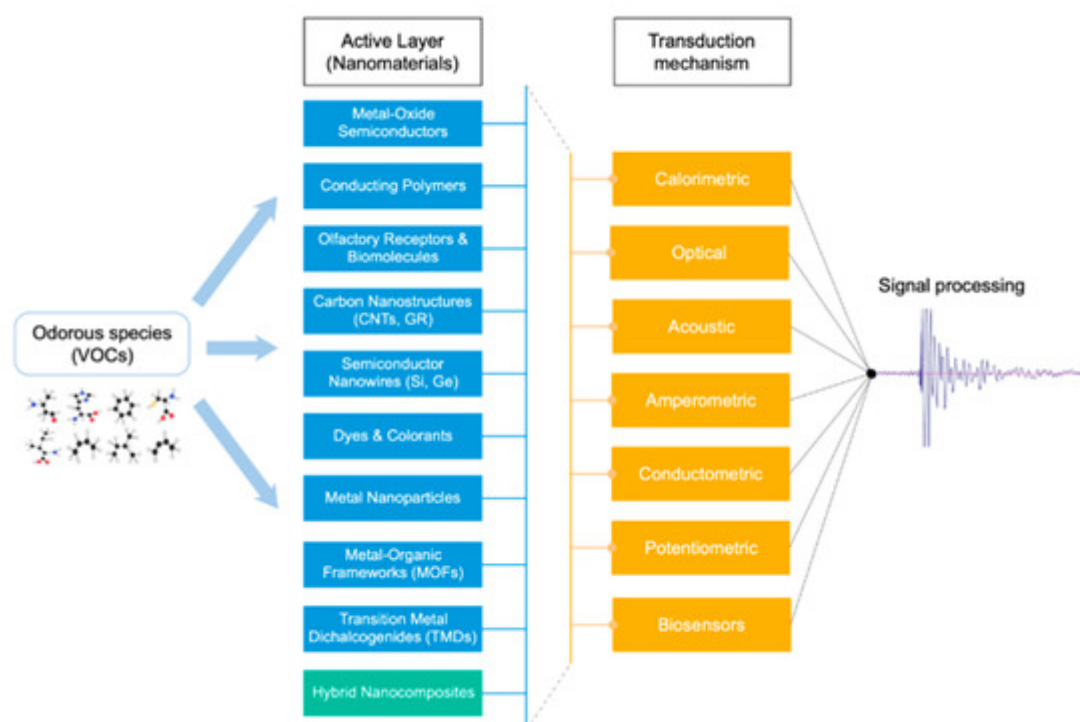 Active Layer
(Nanomaterials)
Transduction
mechanism
Metal-Oxide
Semiconductors
Conducting Polymers
Olfactory Receptors &
Biomolecules
Carbon Nanostructures
(CNTs, GR)
Semiconductor
Nanowires (Si, Ge)
Dyes & Colorants
Metal Nanoparticles
Metal-Organic
Frameworks (MOFs)
Transition Metal
Dichalcogenides (TMDs)
Hybrid Nanocomposites
Odorous species
(VOCs)
Calorimetric
Optical
Acoustic
Amperometric
Conductometric
Potentiometric
Biosensors
Signal processing